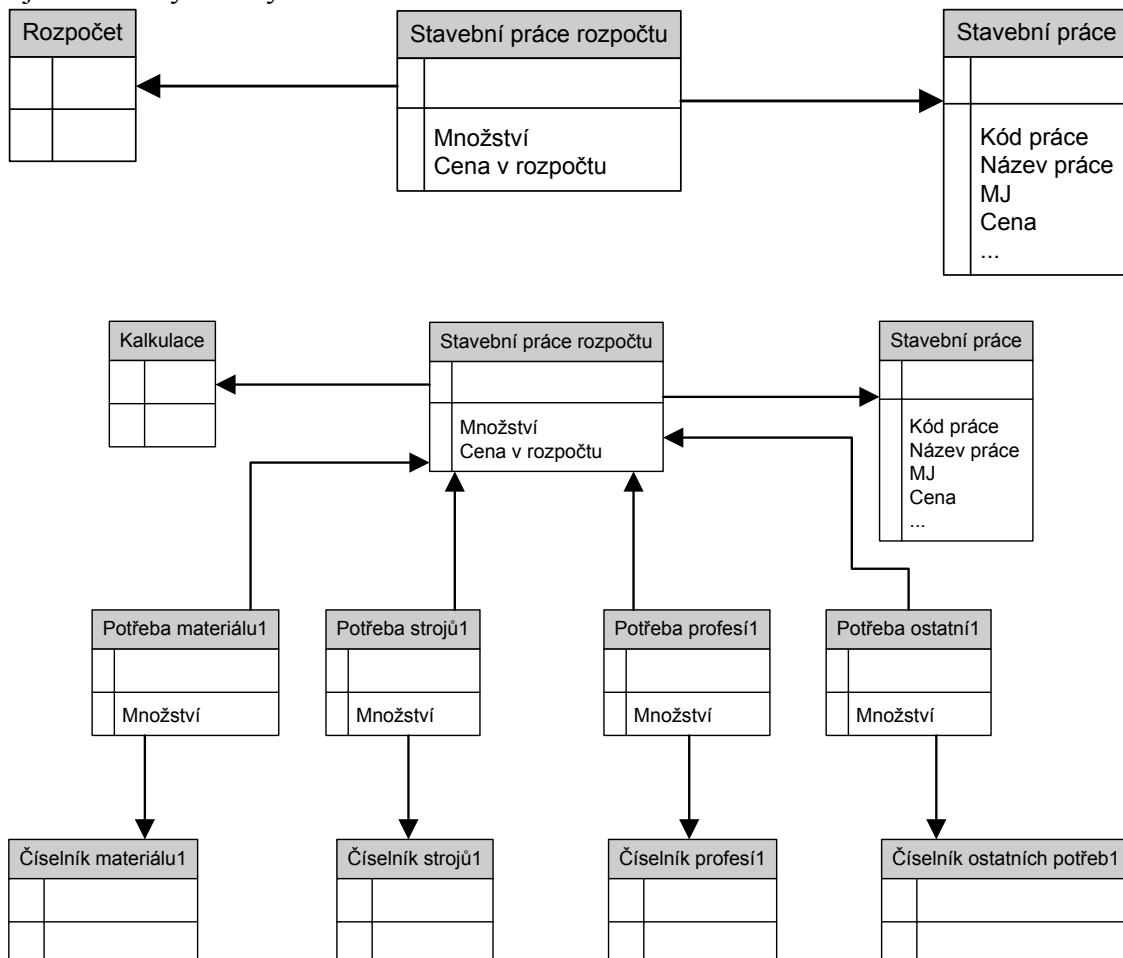 Rozpočet
Stavební práce rozpočtu
Stavební práce
Množství
Cena v rozpočtu
Kód práce
Název práce
MJ
Cena
...
Kalkulace
Stavební práce rozpočtu
Stavební práce
Množství
Cena v rozpočtu
Kód práce
Název práce
MJ
Cena
...
Potřeba materiálu1
Potřeba strojů1
Potřeba profesí1
Potřeba ostatní1
Množství
Množství
Množství
Množství
Číselník materiálu1
Číselník strojů1
Číselník profesí1
Číselník ostatních potřeb1